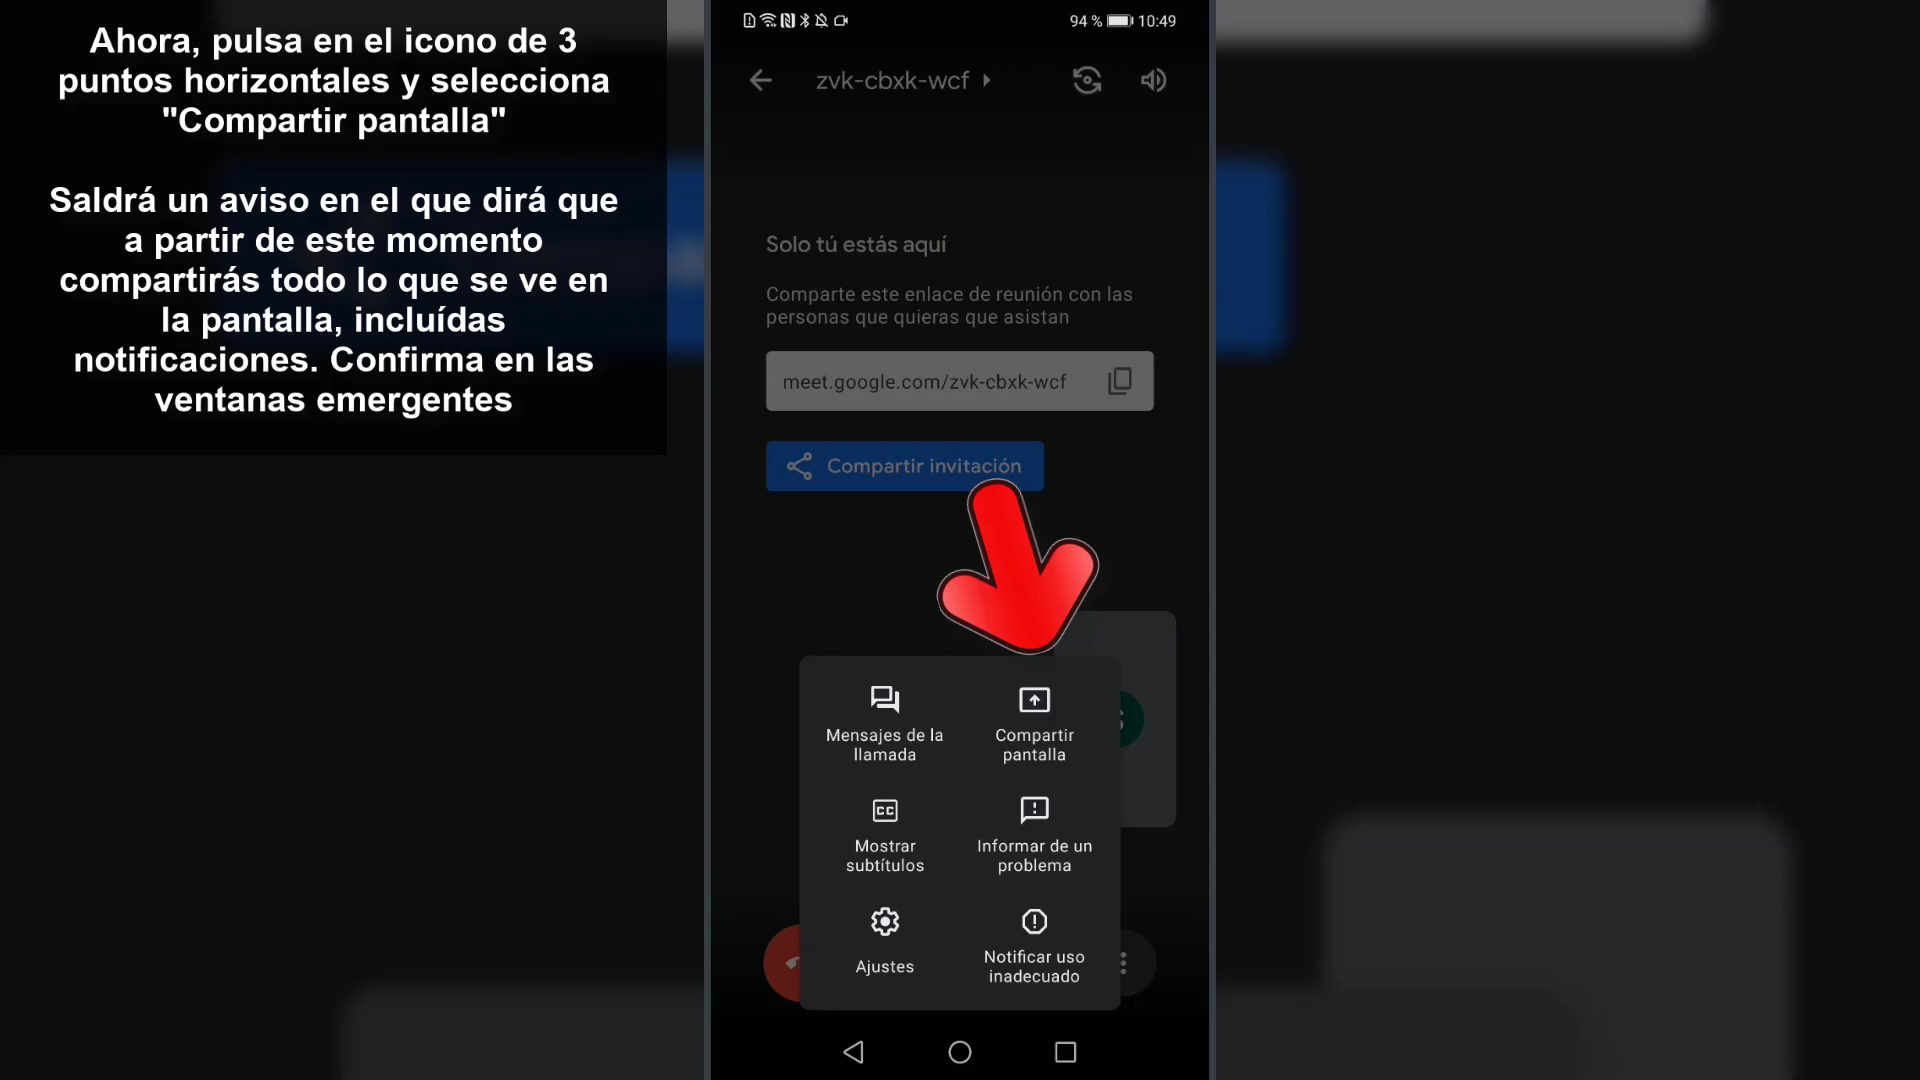 Ahora, pulsa en el icono de 3
puntos horizontales y selecciona
"Compartir pantalla"
Saldrá un aviso en el que dirá que
a partir de este momento
compartirás todo lo que se ve en
la pantalla, incluídas
notificaciones. Confirma en las
ventanas emergentes
94 % 10:49
zvk-cbxk-wcf
Solo tú estás aquí
Comparte este enlace de reunión con las
personas que quieras que asistan
meet.google.com/zvk-cbxk-wcf
Compartir invitación
Mensajes de la
llamada
Compartir
pantalla
CC
Mostrar
subtítulos
Informar de un
problema
Ajustes
Notificar uso
inadecuado